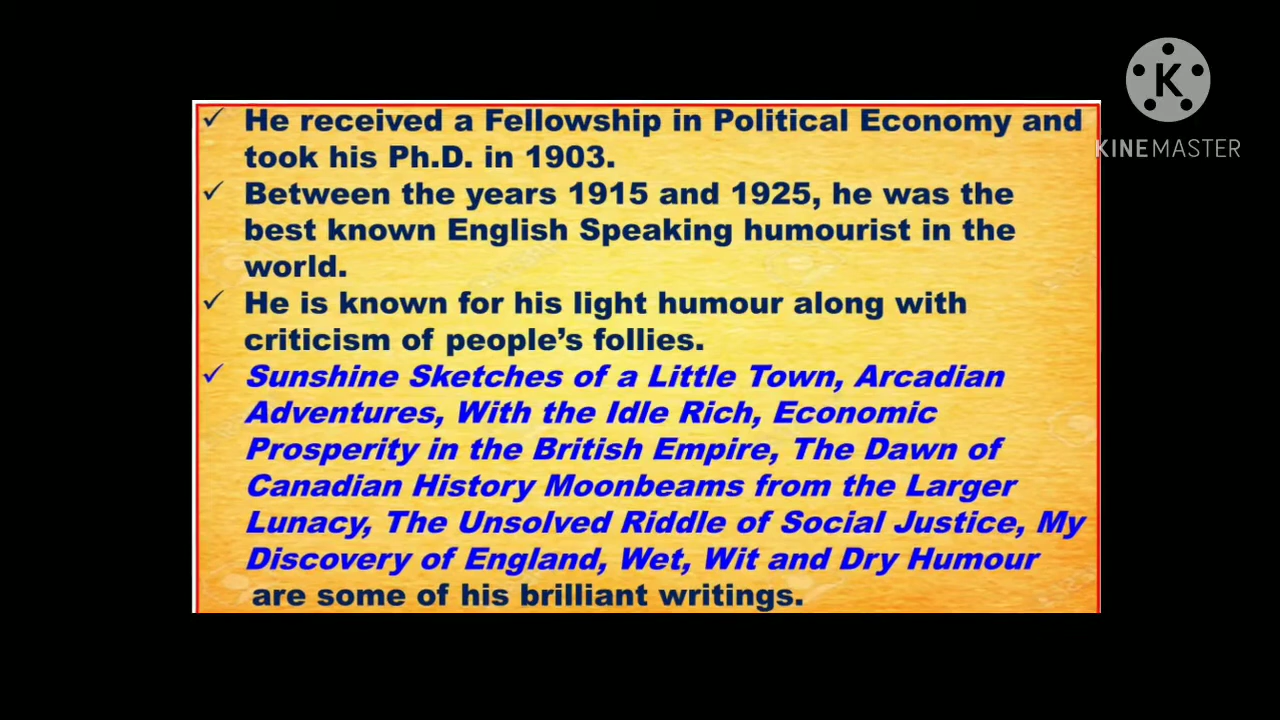 K
KINEMASTER
✓ He received a Fellowship in Political Economy and
took his Ph.D. in 1903.
✓ Between the years 1915 and 1925, he was the
best known English Speaking humourist in the
world.
✓ He is known for his light humour along with
criticism of people’s follies.
✓ Sunshine Sketches of a Little Town, Arcadian
Adventures, With the Idle Rich, Economic
Prosperity in the British Empire, The Dawn of
Canadian History Moonbeams from the Larger
Lunacy, The Unsolved Riddle of Social Justice, My
Discovery of England, Wet, Wit and Dry Humour
are some of his brilliant writings.